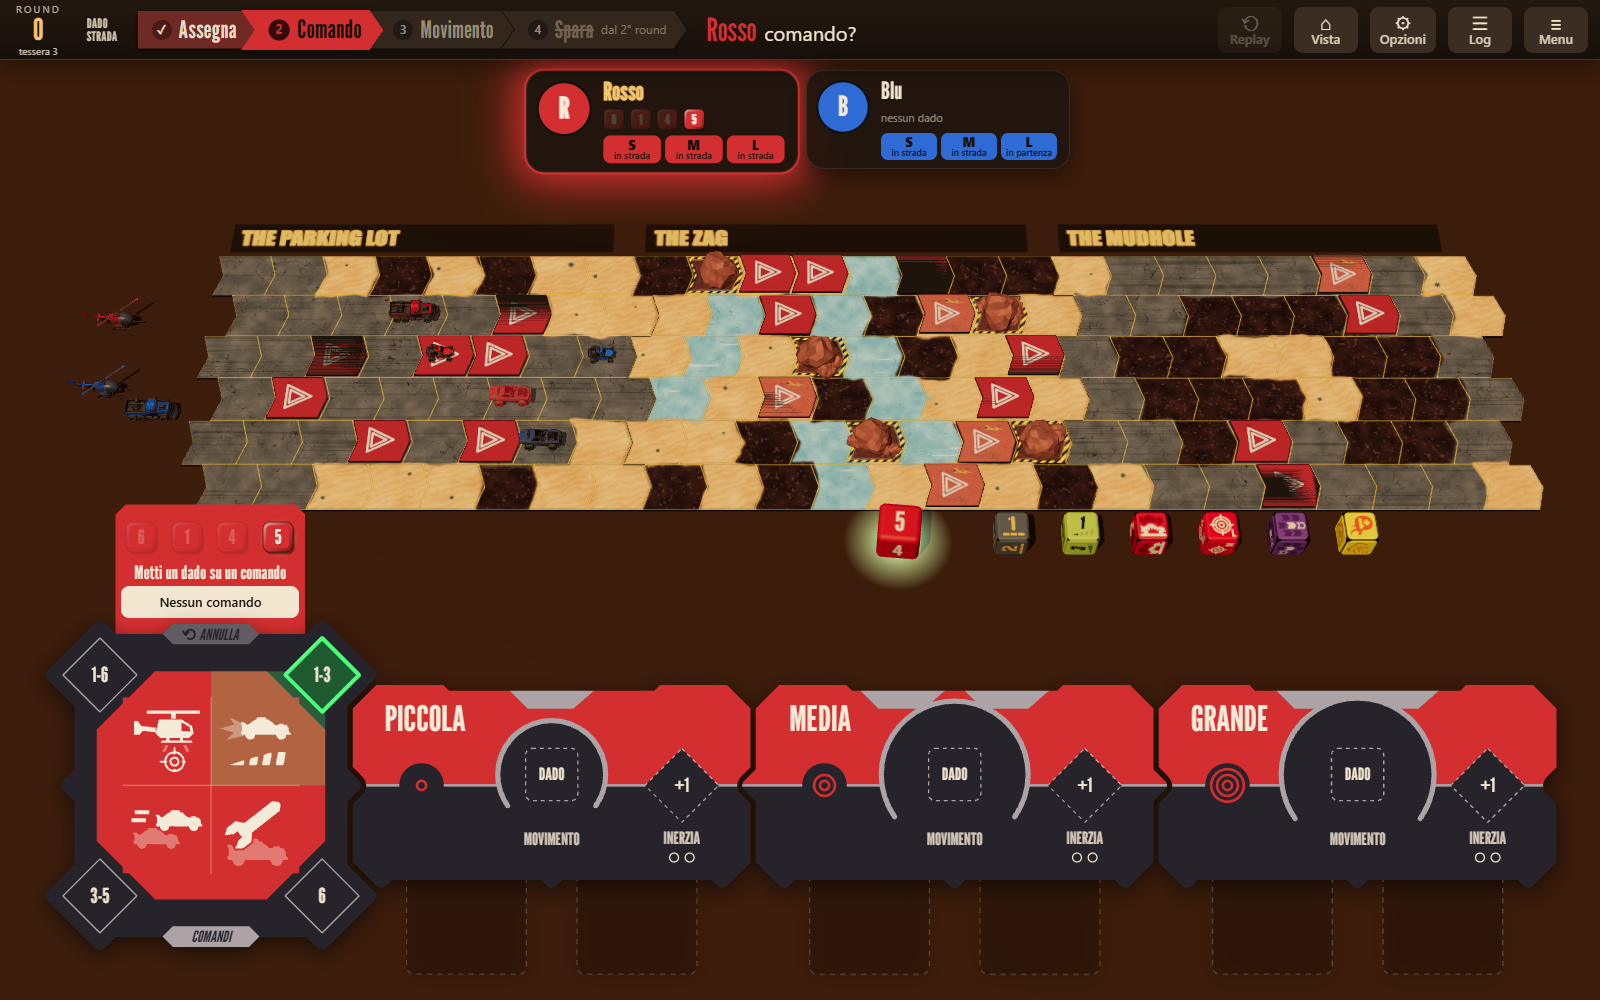 ROUND
0
tessera 3
DADO
STRADA
✓ Assegna
2 Comando
3 Movimento
4 Spara dal 2° round
Rosso comando?
Replay
Vista
Opzioni
Log
Menu
R
Rosso
0 1 4 5
S in strada
M in strada
L in strada
B
Blu
nessun dado
S in strada
M in strada
L in partenza
THE PARKING LOT
THE ZAG
THE MUDHOLE
5
4
1
1
6 1 4 5
Metti un dado su un comando
Nessun comando
ANNULLA
1-6
1-3
3-5
6
COMANDI
PICCOLA
DADO
MOVIMENTO
+1
INERZIA
MEDIA
DADO
MOVIMENTO
+1
INERZIA
GRANDE
DADO
MOVIMENTO
+1
INERZIA